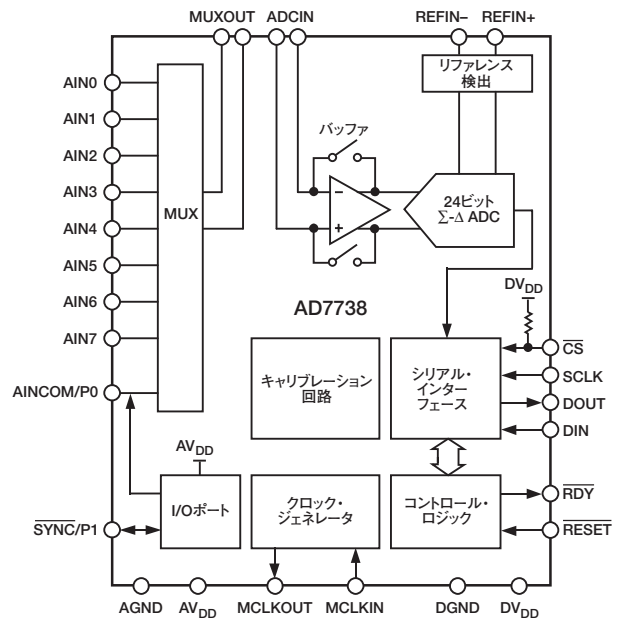 MUXOUT ADCIN REFIN− REFIN+
リファレンス
検出
AIN0
AIN1
AIN2
AIN3
AIN4
AIN5
AIN6
AIN7
AINCOM/P0
MUX
バッファ
−
+
24ビット
∑-∆ ADC
AD7738
DVDD
CS
SCLK
DOUT
DIN
キャリブレーション
回路
シリアル・
インター
フェース
AVDD
I/Oポート
クロック・
ジェネレータ
コントロール・
ロジック
RDY
RESET
SYNC/P1
AGND AVDD MCLKOUT MCLKIN DGND DVDD